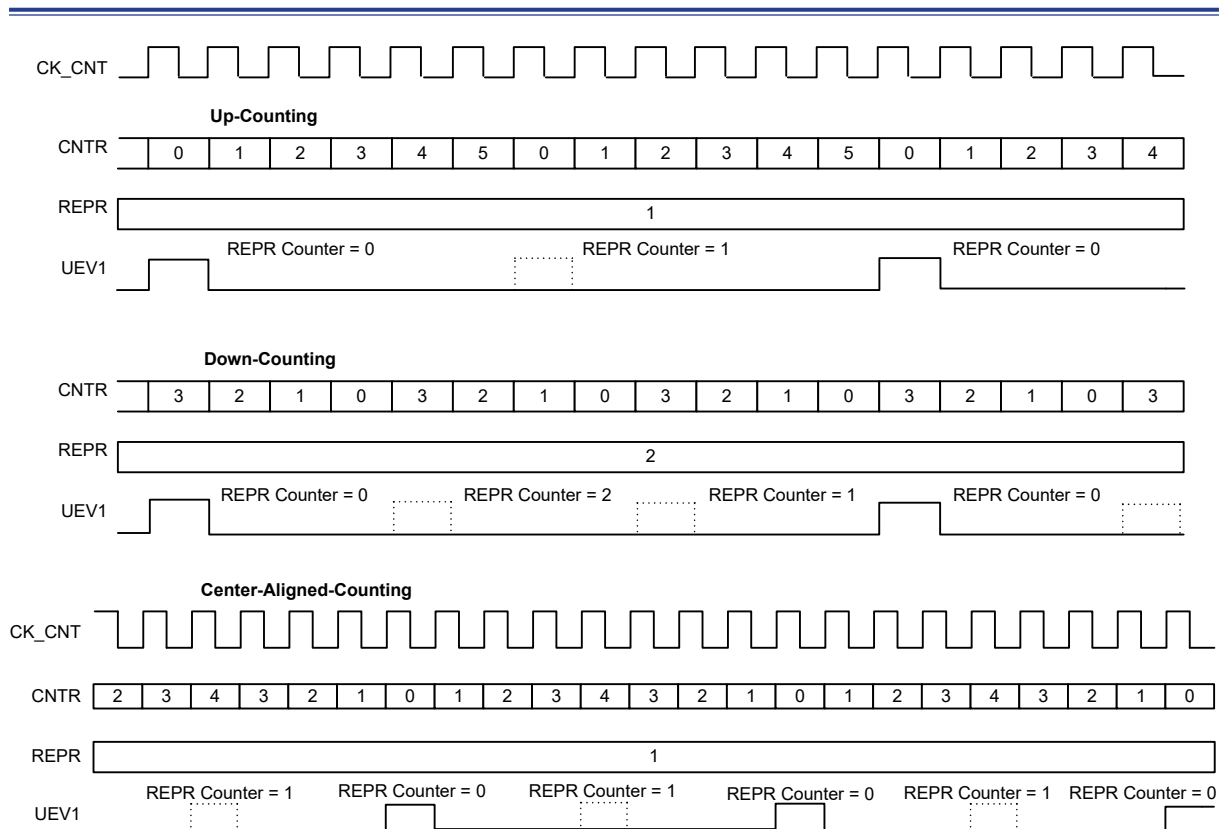 CK_CNT
Up-Counting
CNTR 0 1 2 3 4 5 0 1 2 3 4 5 0 1 2 3 4
REPR 1
REPR Counter = 0 REPR Counter = 1 REPR Counter = 0
UEV1
Down-Counting
CNTR 3 2 1 0 3 2 1 0 3 2 1 0 3 2 1 0 3
REPR 2
REPR Counter = 0 REPR Counter = 2 REPR Counter = 1 REPR Counter = 0
UEV1
Center-Aligned-Counting
CK_CNT
CNTR 2 3 4 3 2 1 0 1 2 3 4 3 2 1 0 1 2 3 4 3 2 1 0
REPR 1
REPR Counter = 1 REPR Counter = 0 REPR Counter = 1 REPR Counter = 0 REPR Counter = 1 REPR Counter = 0
UEV1